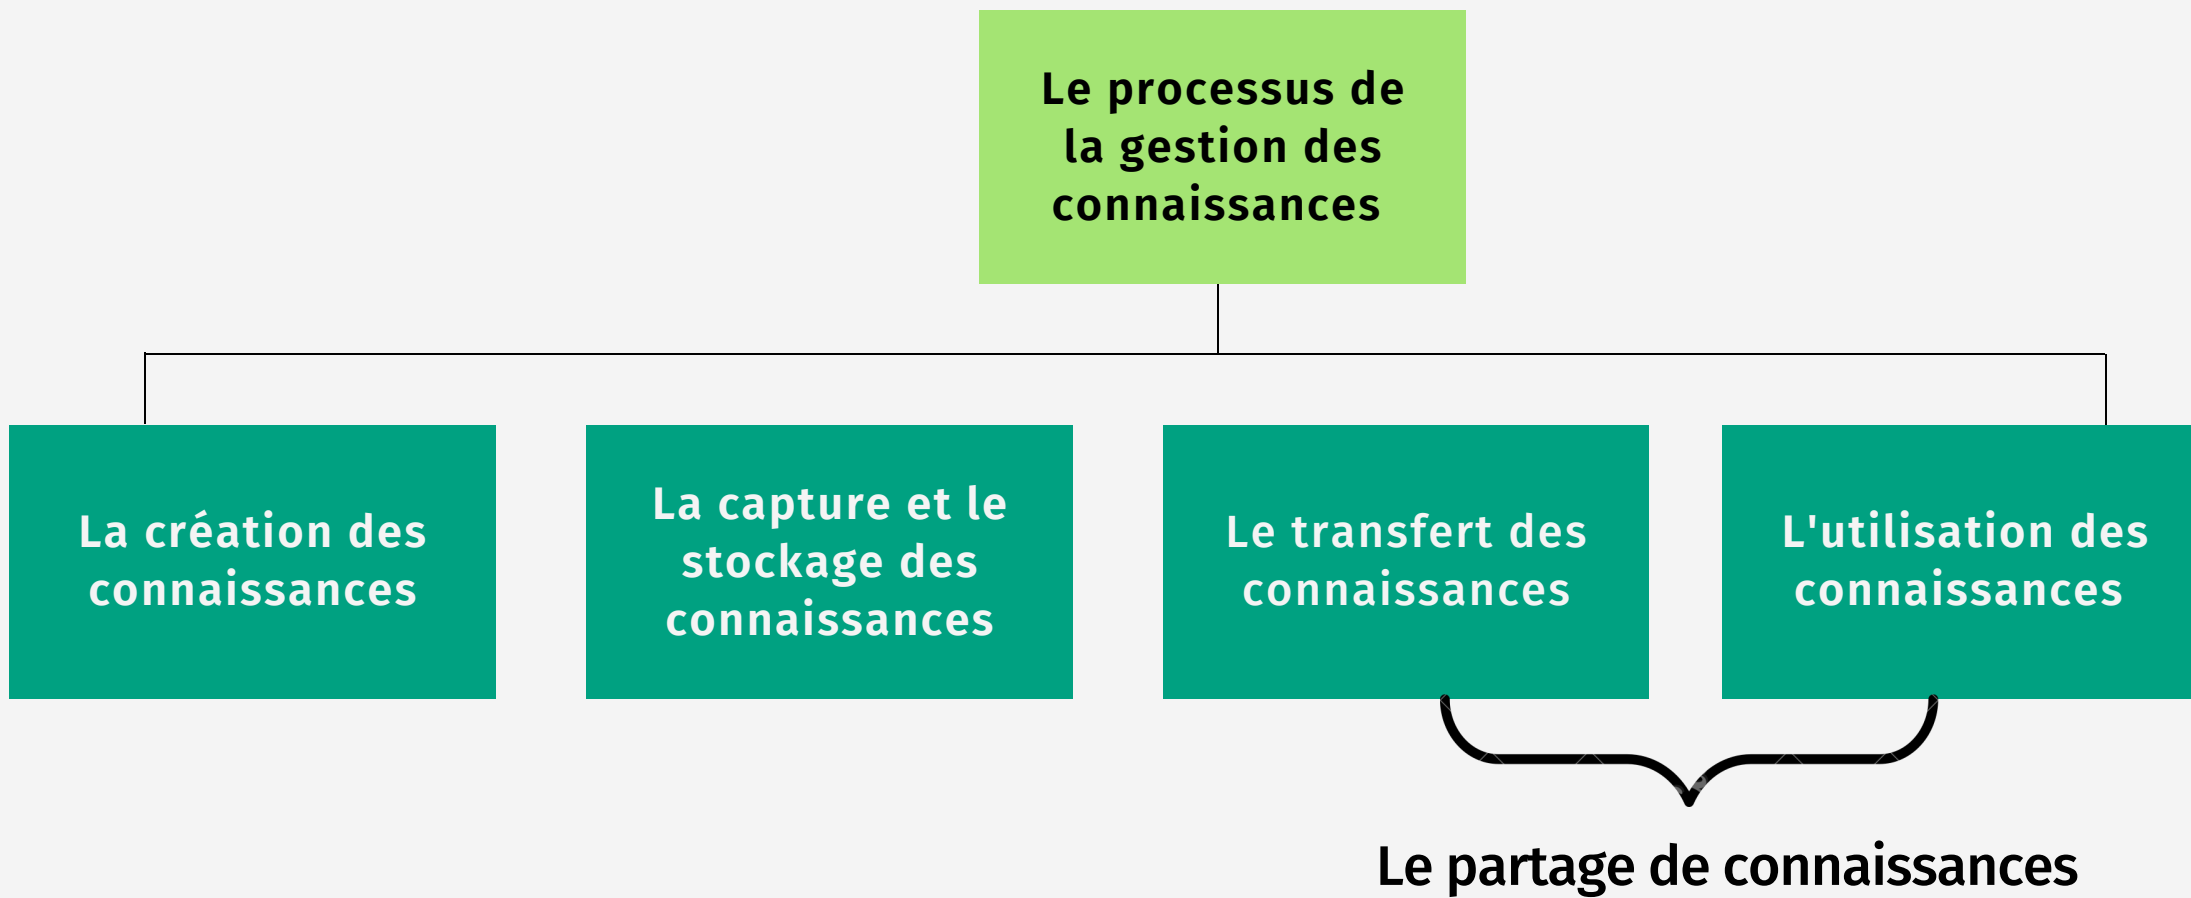 Le processus de
la gestion des
connaissances
La création des
connaissances
La capture et le
stockage des
connaissances
Le transfert des
connaissances
L'utilisation des
connaissances
Le partage de connaissances